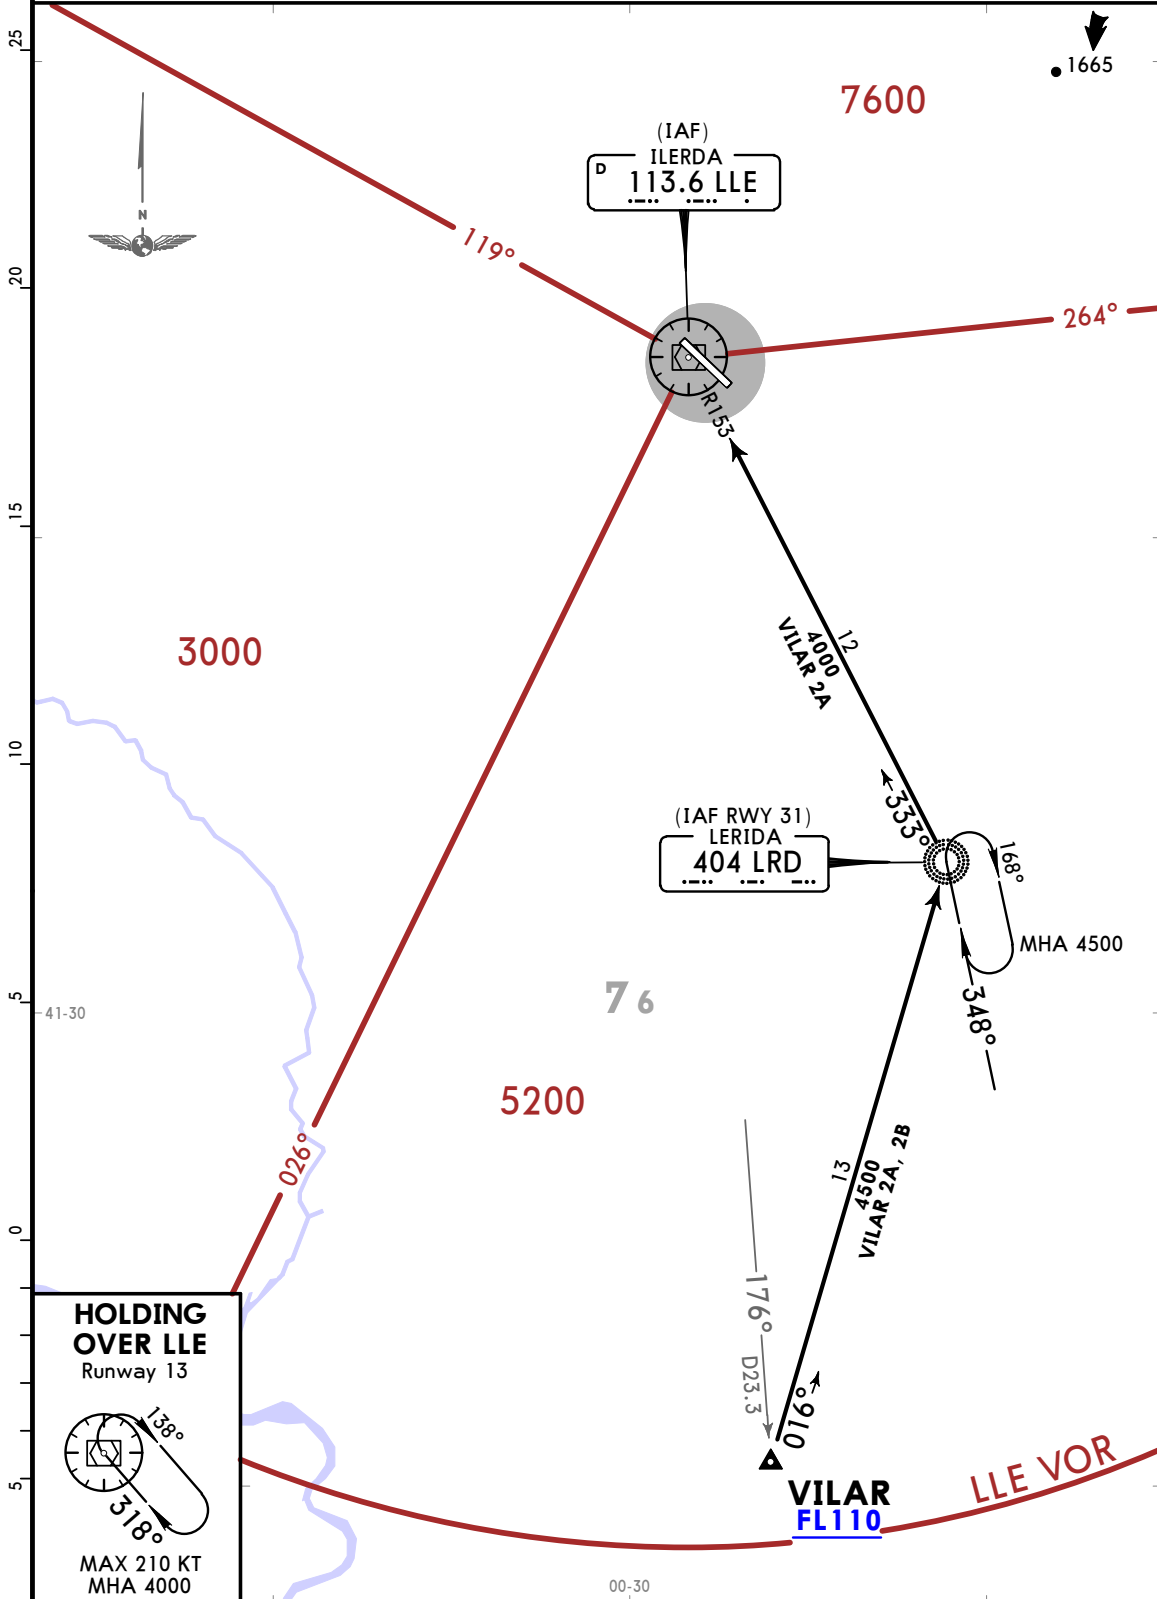 25
1665
7600
(IAF)
ILERDA
D 113.6 LLE
N
119°
20
264°
R153
15
12
4000
VILAR 2A
3000
10
333°
(IAF RWY 31)
LERIDA
404 LRD
168°
MHA 4500
348°
7 6
5
41-30
5200
13
4500
VILAR 2A, 2B
026°
0
176°
D23.3
016°
HOLDING
OVER LLE
Runway 13
138°
318°
MAX 210 KT
MHA 4000
5
LLE VOR
VILAR
FL110
00-30